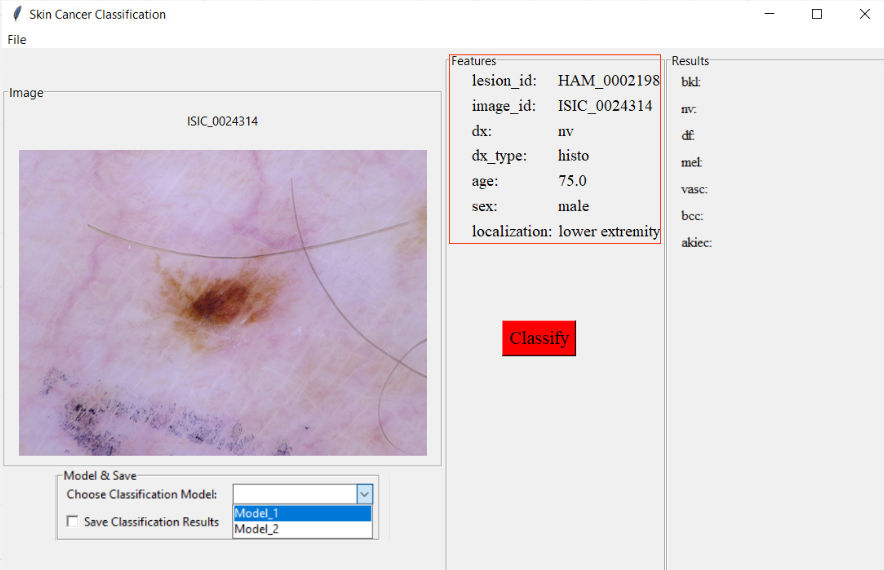 Skin Cancer Classification
File
Image
ISIC_0024314
Model & Save
Choose Classification Model:
Save Classification Results
Model_1
Model_2
Features
lesion_id: HAM_0002198
image_id: ISIC_0024314
dx: nv
dx_type: histo
age: 75.0
sex: male
localization: lower extremity
Classify
Results
bkl:
nv:
df:
mel:
vasc:
bcc:
akiec: